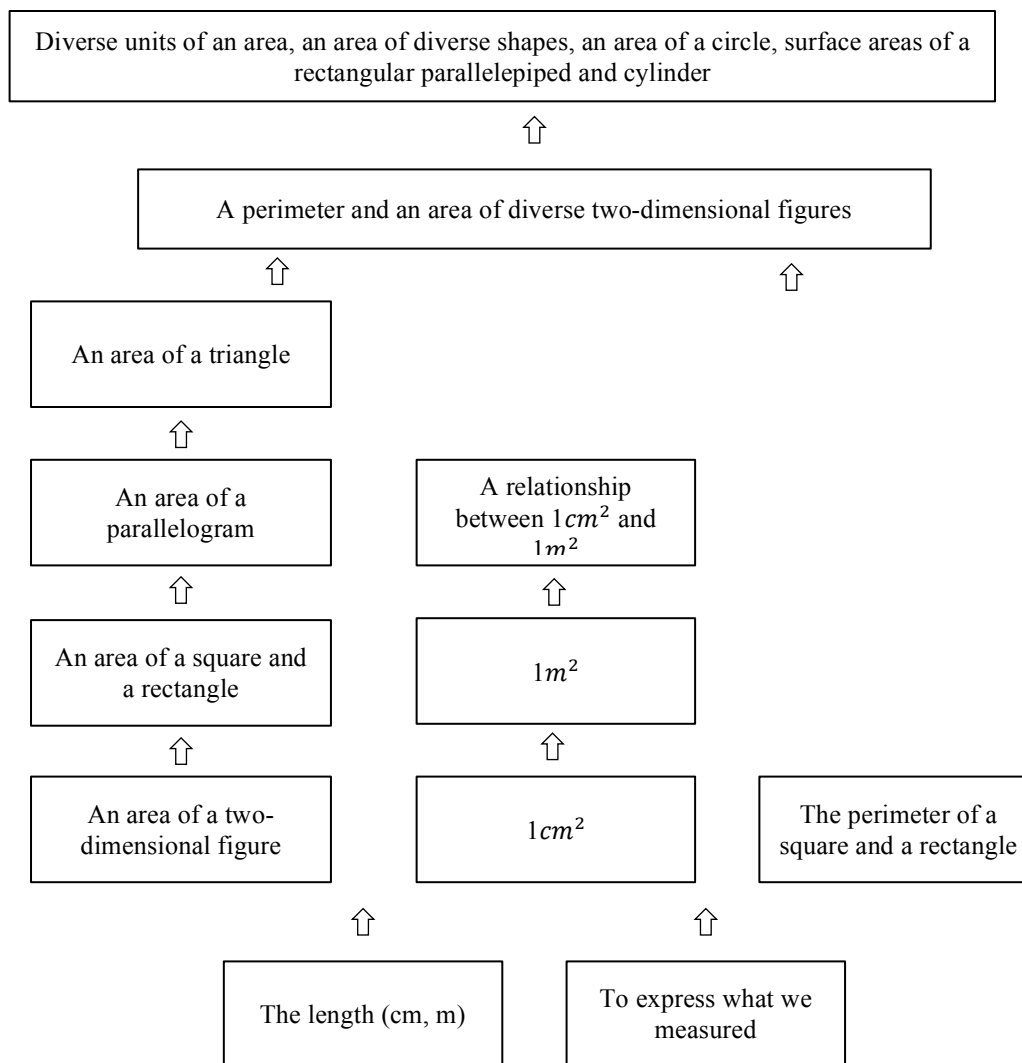 Diverse units of an area, an area of diverse shapes, an area of a circle, surface areas of a
rectangular parallelepiped and cylinder
A perimeter and an area of diverse two-dimensional figures
An area of a triangle
An area of a
parallelogram
A relationship
between 1𝑐𝑚² and
1𝑚²
An area of a square and
a rectangle
1𝑚²
An area of a two-
dimensional figure
1𝑐𝑚²
The perimeter of a
square and a rectangle
The length (cm, m)
To express what we
measured